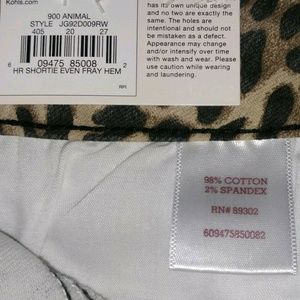 Kohls.com
900 ANIMAL
STYLE JG92D009RW
405 20 27
6 09475 85008 2
HR SHORTIE EVEN FRAY HEM
RPI
has its own unique design
and no two are exactly
the same. The holes are
intentional and should not
be mistaken as a defect.
Appearance may change
and/or intensify over time
with wash and wear. Please
use caution while wearing
and laundering.
RPI
98% COTTON
2% SPANDEX
RN# 89302
609475850082